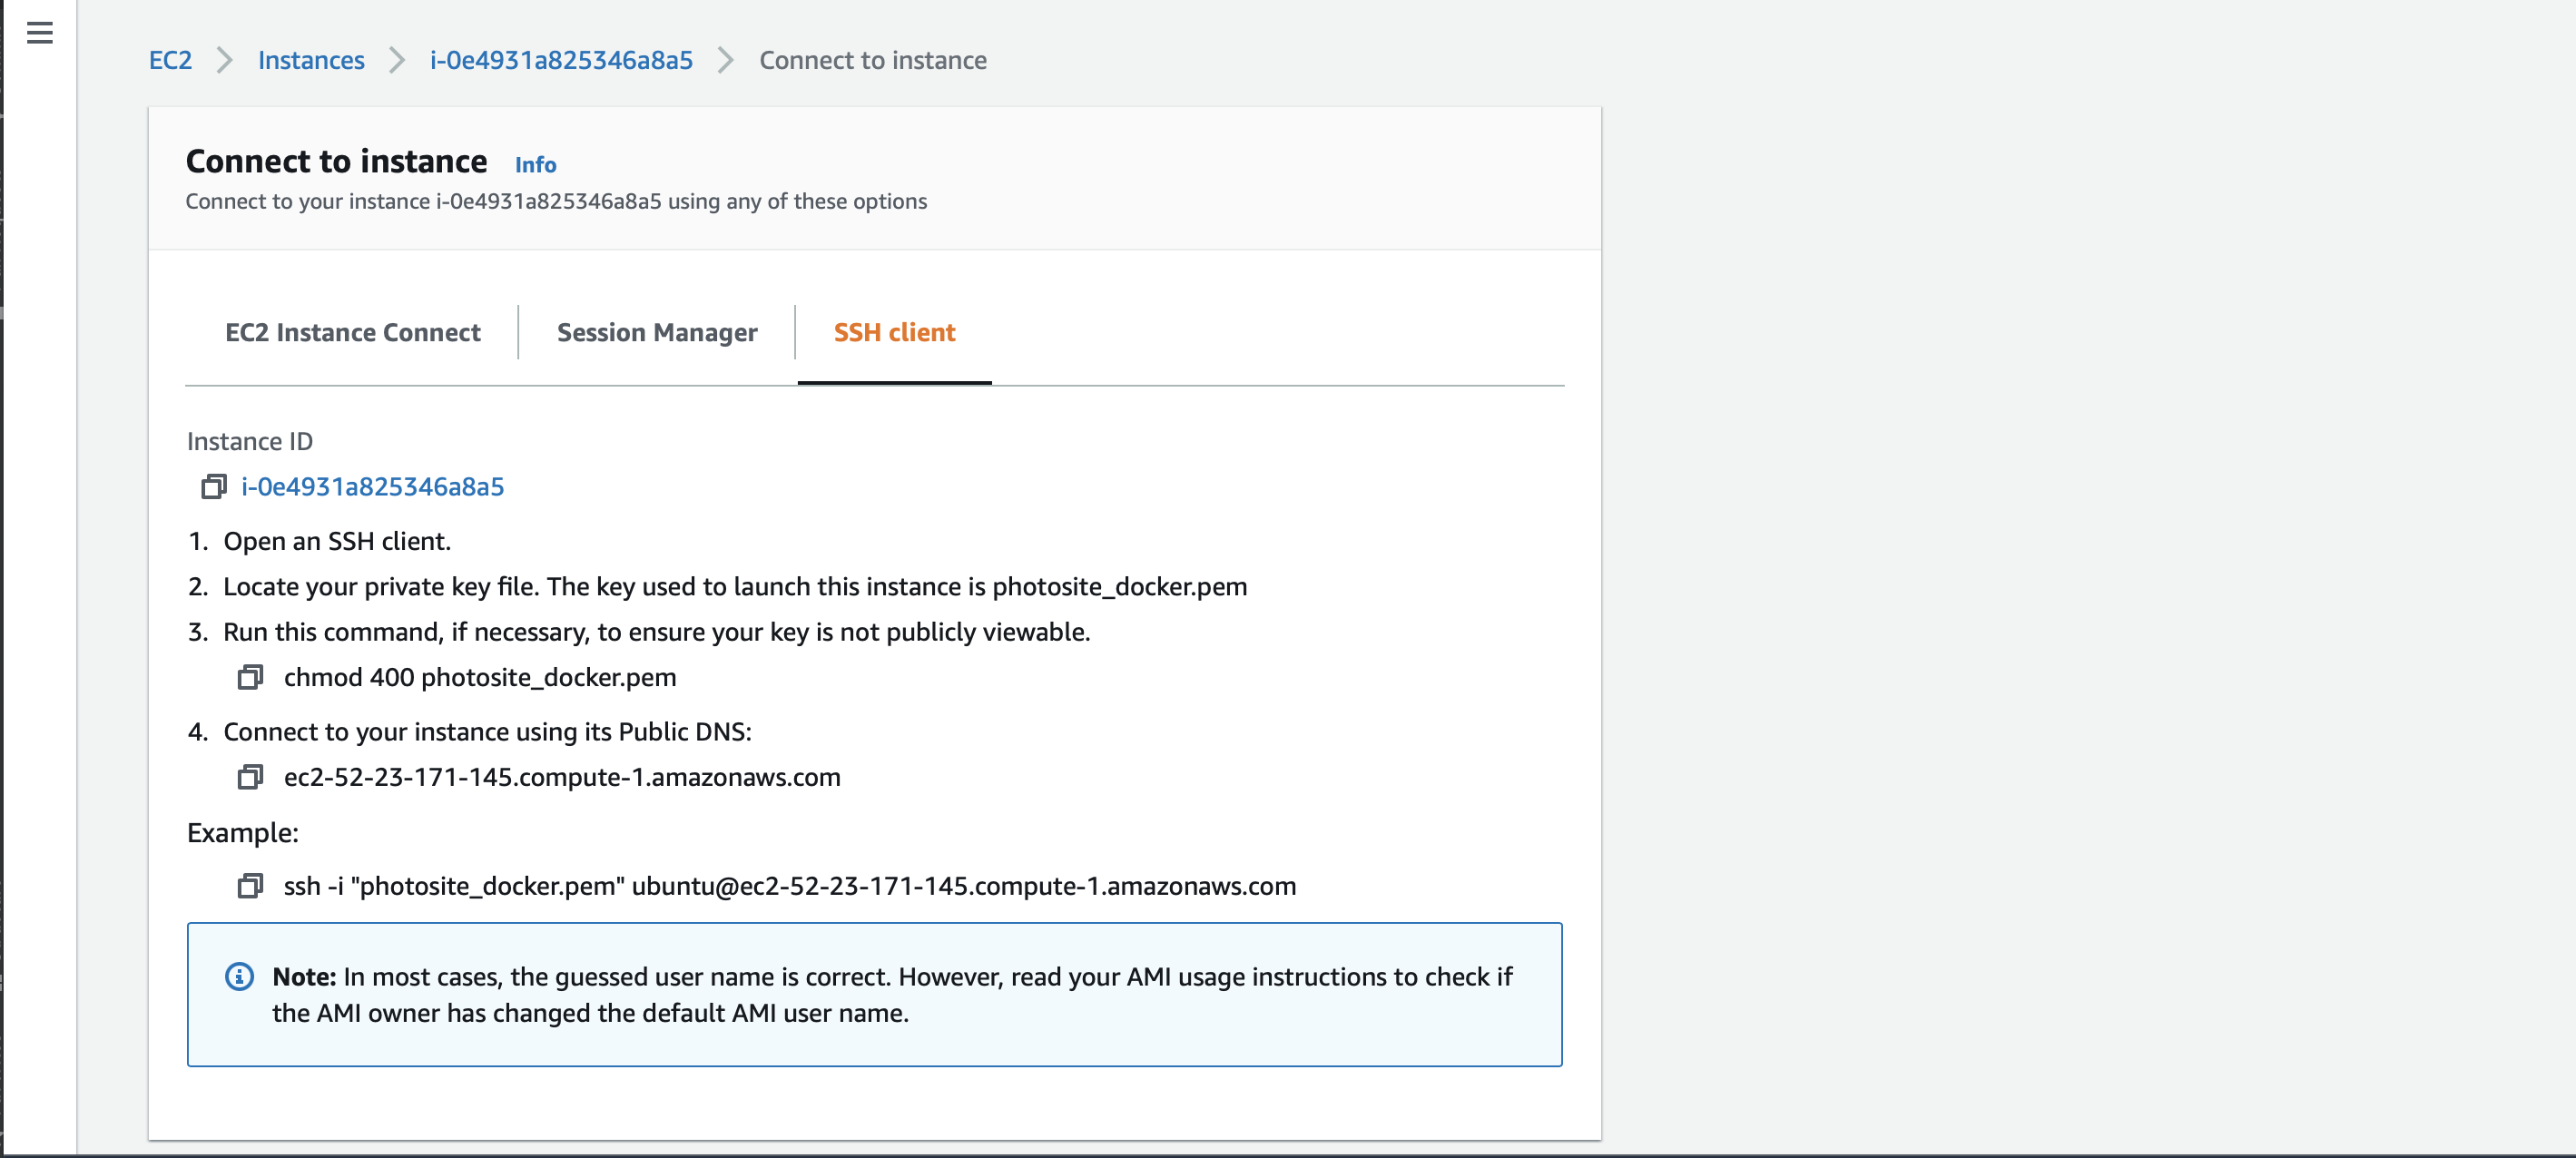 EC2 Instances i-0e4931a825346a8a5 Connect to instance
Connect to instance Info
Connect to your instance i-0e4931a825346a8a5 using any of these options
EC2 Instance Connect Session Manager SSH client
Instance ID
i-0e4931a825346a8a5
1. Open an SSH client.
2. Locate your private key file. The key used to launch this instance is photosite_docker.pem
3. Run this command, if necessary, to ensure your key is not publicly viewable.
chmod 400 photosite_docker.pem
4. Connect to your instance using its Public DNS:
ec2-52-23-171-145.compute-1.amazonaws.com
Example:
ssh -i "photosite_docker.pem" ubuntu@ec2-52-23-171-145.compute-1.amazonaws.com
Note: In most cases, the guessed user name is correct. However, read your AMI usage instructions to check if
the AMI owner has changed the default AMI user name.